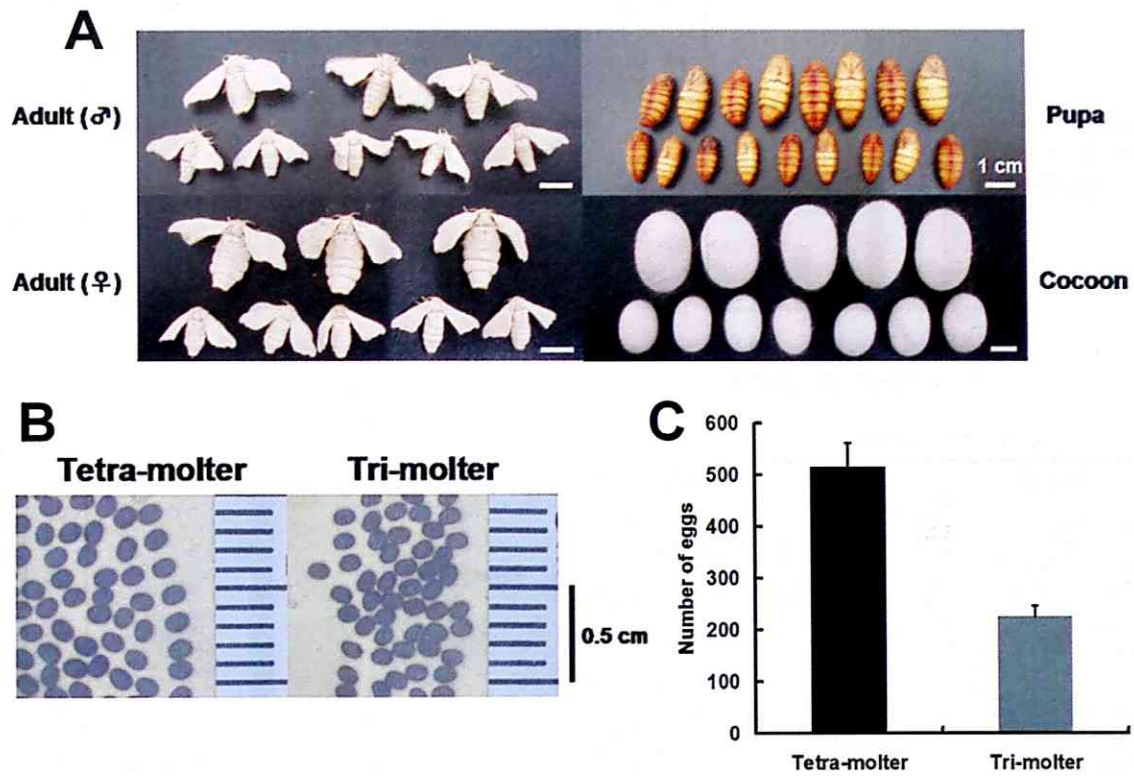 A
Adult (♂)
Pupa
1 cm
Adult (♀)
Cocoon
B
Tetra-molter
Tri-molter
0.5 cm
C
Number of eggs
600
500
400
300
200
100
0
Tetra-molter
Tri-molter